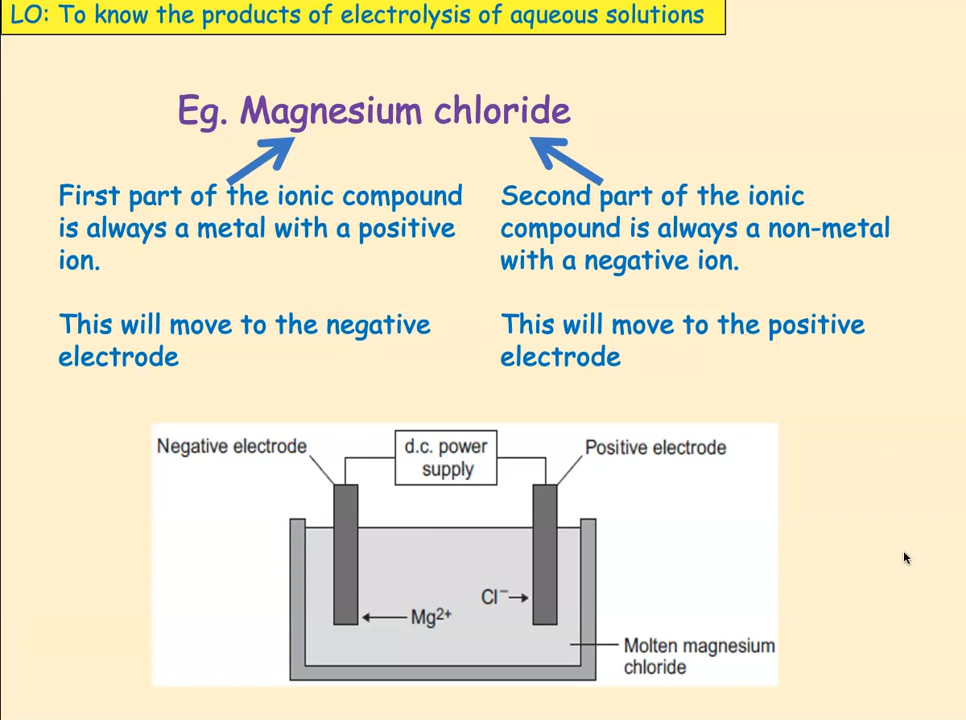 LO: To know the products of electrolysis of aqueous solutions
Eg. Magnesium chloride
First part of the ionic compound
is always a metal with a positive
ion.
This will move to the negative
electrode
Second part of the ionic
compound is always a non-metal
with a negative ion.
This will move to the positive
electrode
Negative electrode
d.c. power
supply
Positive electrode
Cl⁻
Mg²⁺
Molten magnesium
chloride